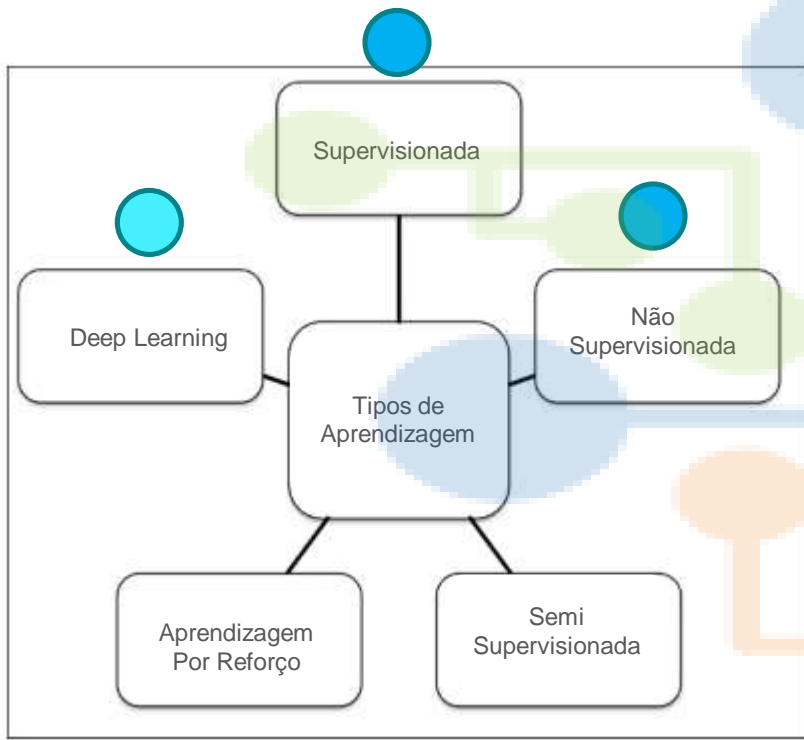 Supervisionada
Deep Learning
Não
Supervisionada
Tipos de
Aprendizagem
Aprendizagem
Por Reforço
Semi
Supervisionada